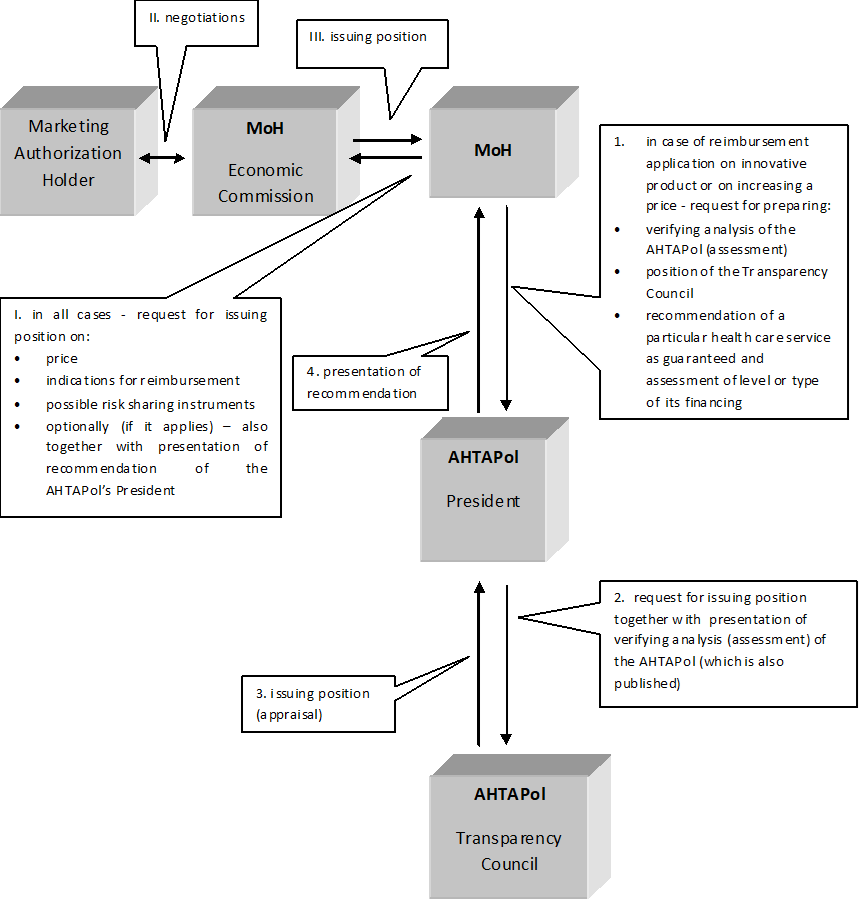 II. negotiations
III. issuing position
Marketing
Authorization
Holder
MoH
Economic
Commission
MoH
1. in case of reimbursement
application on innovative
product or on increasing a
price - request for preparing:
• verifying analysis of the
AHTAPol (assessment)
• position of the Transparency
Council
• recommendation of a
particular health care service
as guaranteed and
assessment of level or type
of its financing
I. in all cases - request for issuing
position on:
• price
• indications for reimbursement
• possible risk sharing instruments
• optionally (if it applies) – also
together with presentation of
recommendation of the
AHTAPol's President
4. presentation of
recommendation
AHTAPol
President
2. request for issuing position
together with presentation of
verifying analysis (assessment) of
the AHTAPol (which is also
published)
3. issuing position
(appraisal)
AHTAPol
Transparency
Council